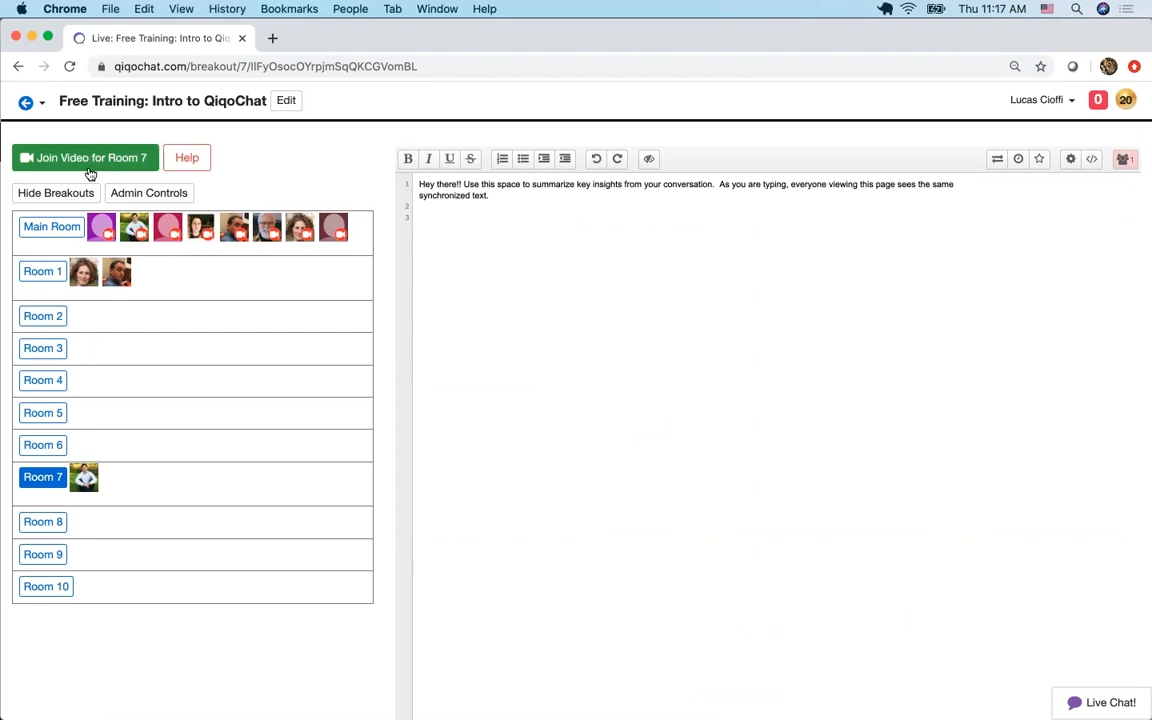 Chrome File Edit View History Bookmarks People Tab Window Help Thu 11:17 AM
Live: Free Training: Intro to Qiq
qiqochat.com/breakout/7/IlFyOsocOYrpjmSqQKCGVomBL
Free Training: Intro to QiqoChat Edit Lucas Cioffi 0 20
Join Video for Room 7 Help
B I U S
Hide Breakouts Admin Controls
1 Hey there!! Use this space to summarize key insights from your conversation. As you are typing, everyone viewing this page sees the same
synchronized text.
2
3
Main Room
Room 1
Room 2
Room 3
Room 4
Room 5
Room 6
Room 7
Room 8
Room 9
Room 10
Live Chat!